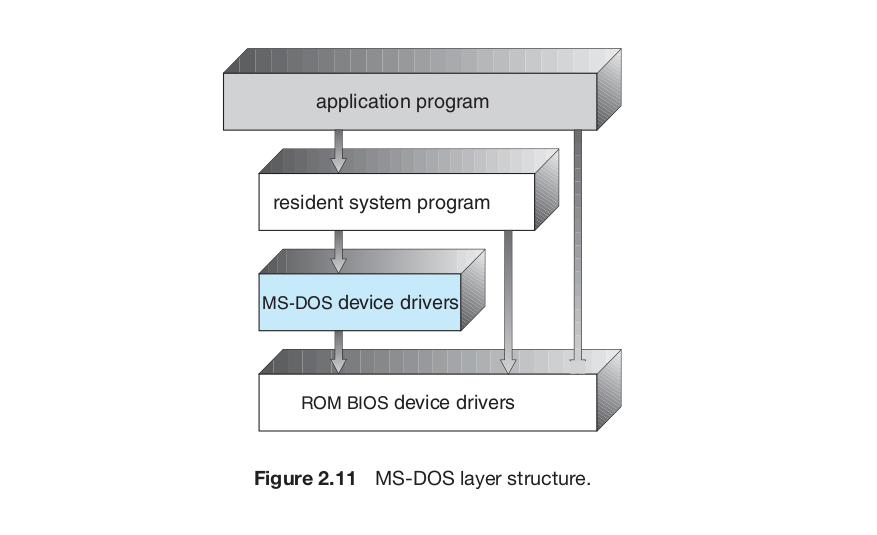 application program
resident system program
MS-DOS device drivers
ROM BIOS device drivers
Figure 2.11 MS-DOS layer structure.